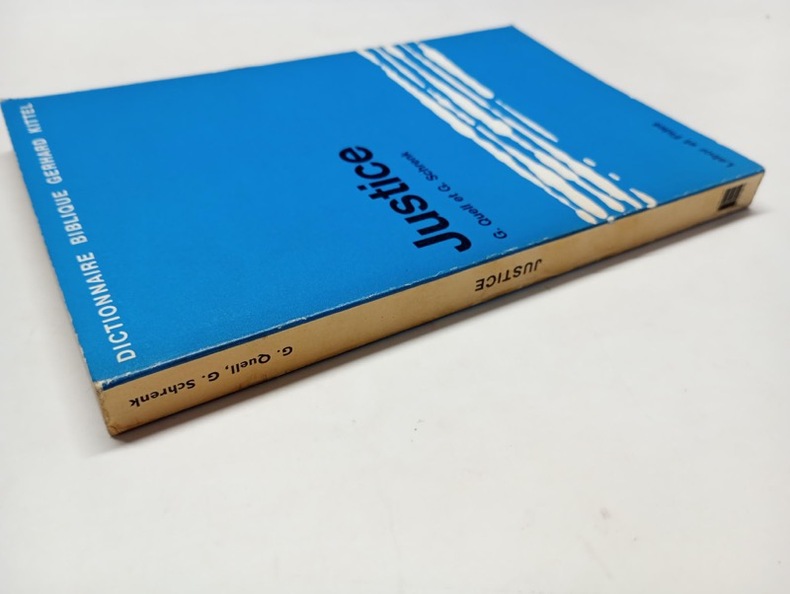 DICTIONNAIRE BIBLIQUE GERHARD KITTEL
Justice
G. Quell et G. Schrenk
Labor et Fides
G. Quell, G. Schrenk
JUSTICE